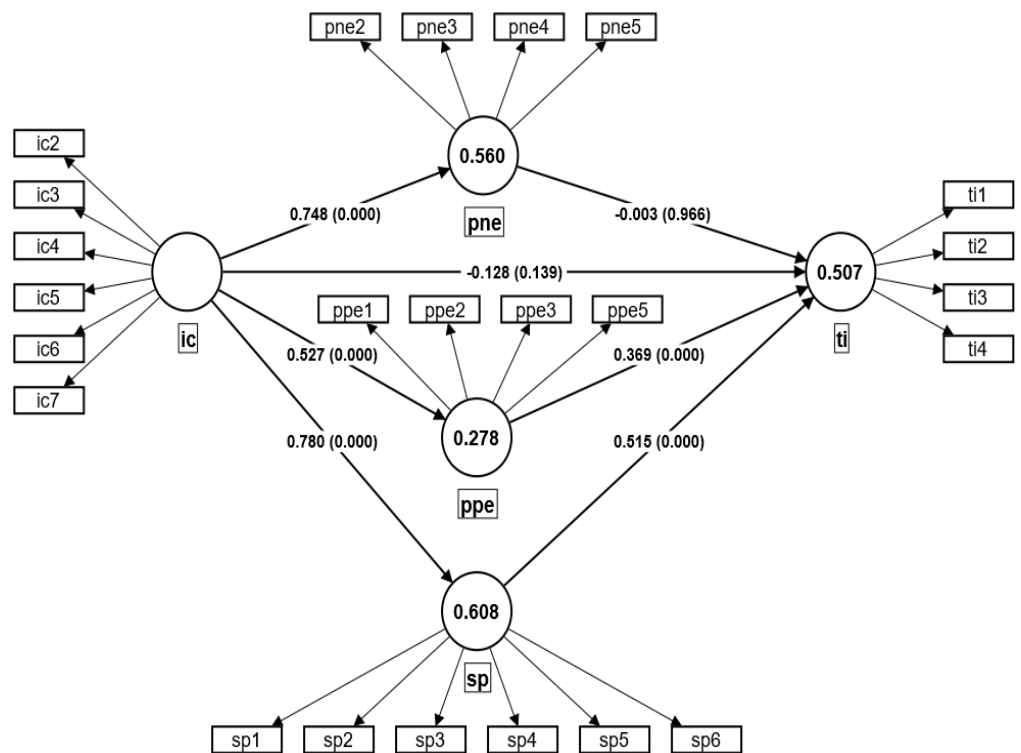 pne2 pne3 pne4 pne5
ic2
0.560
ic3
ti1
0.748 (0.000) pne -0.003 (0.966)
ic4
ti2
-0.128 (0.139) 0.507
ic5
ti3
ppe1 ppe2 ppe3 ppe5
ic ti
ic6
ti4
0.527 (0.000) 0.369 (0.000)
ic7
0.278
0.780 (0.000) 0.515 (0.000)
ppe
0.608
sp
sp1 sp2 sp3 sp4 sp5 sp6